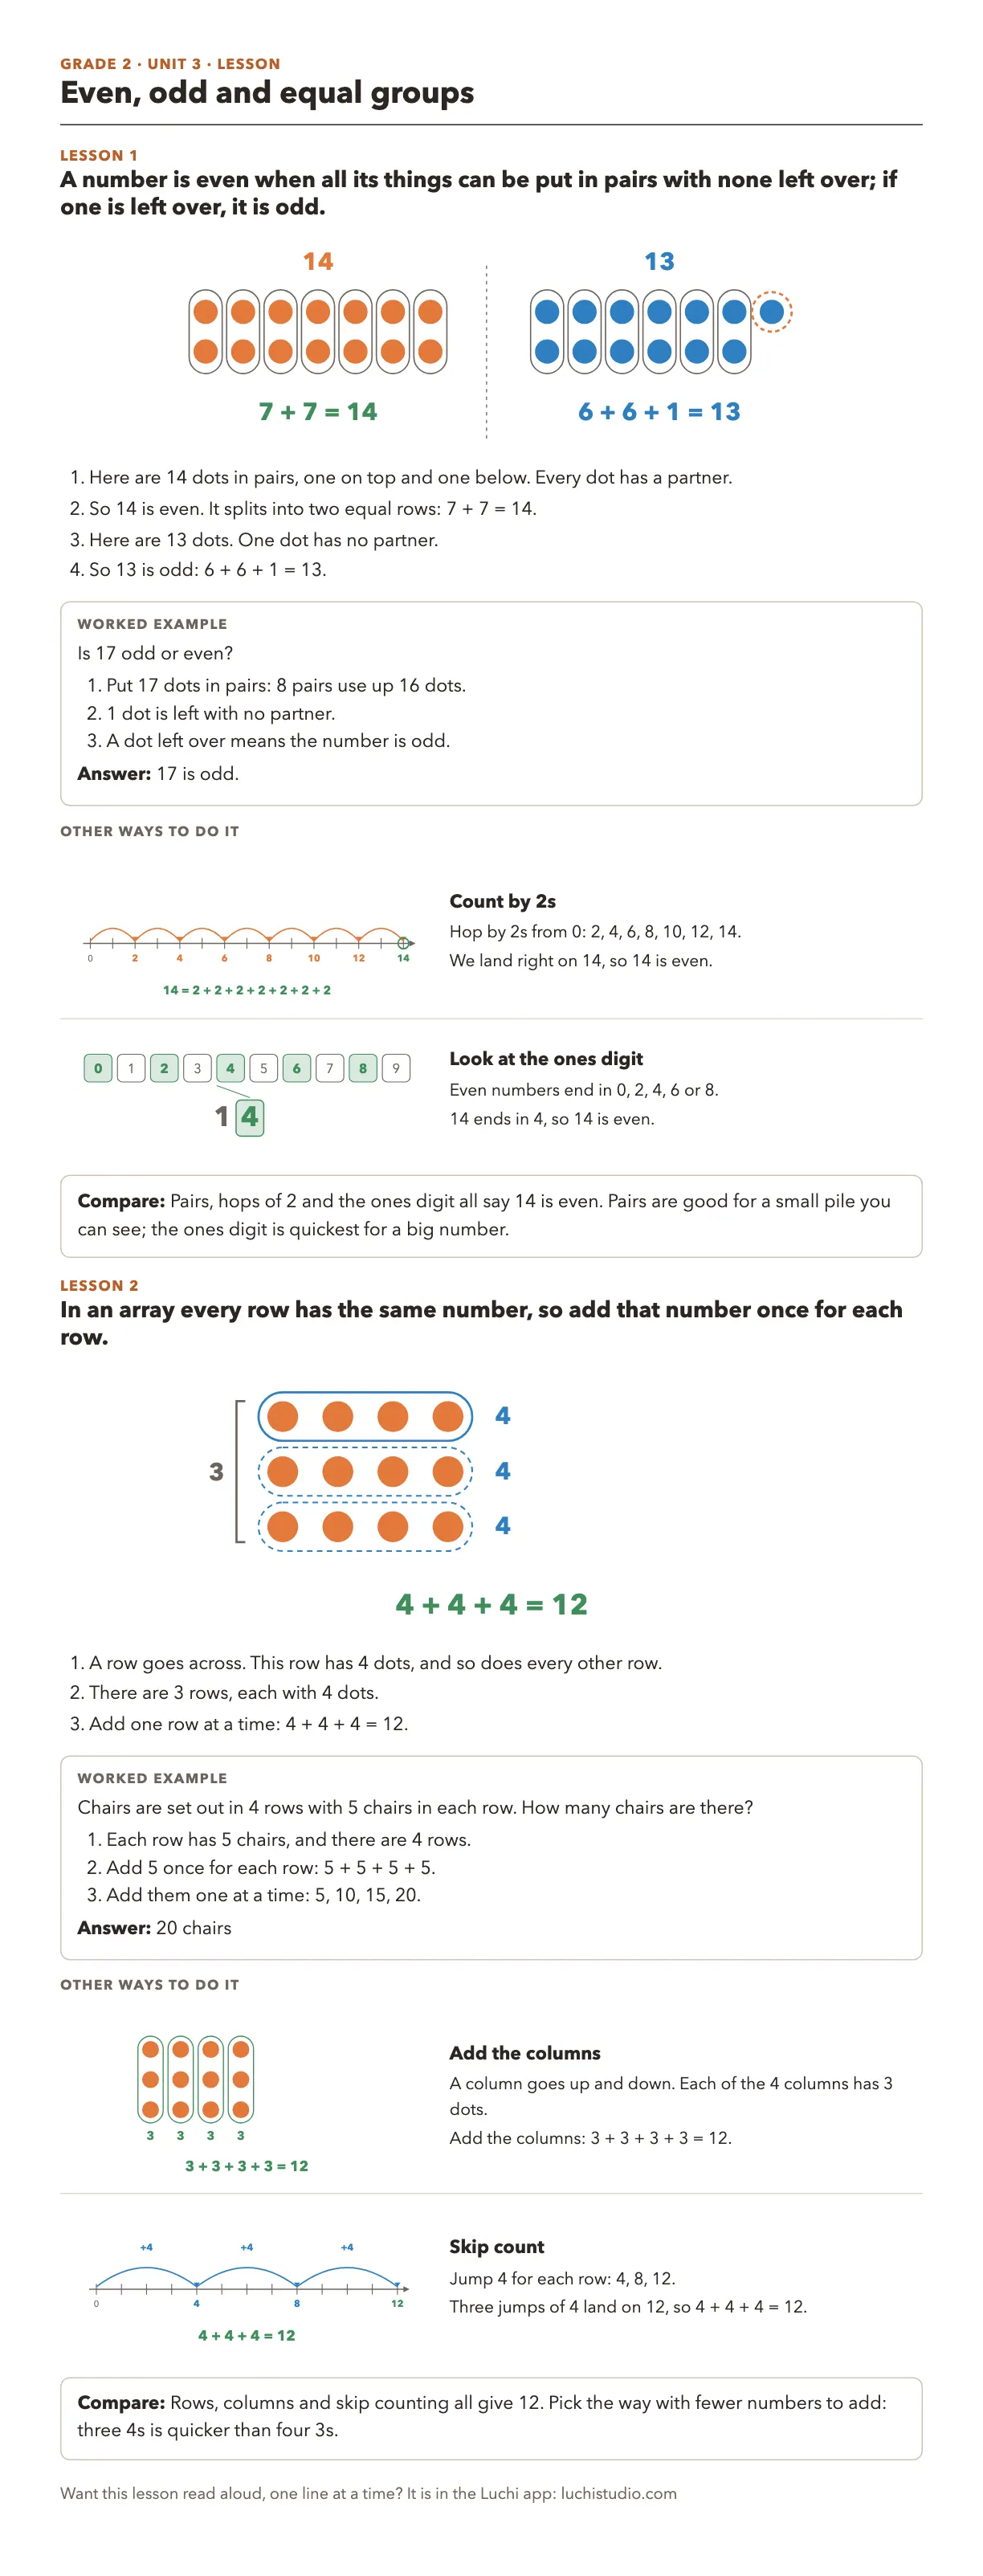 GRADE 2 · UNIT 3 · LESSON
Even, odd and equal groups
LESSON 1
A number is even when all its things can be put in pairs with none left over; if
one is left over, it is odd.
14
13
7 + 7 = 14
6 + 6 + 1 = 13
1. Here are 14 dots in pairs, one on top and one below. Every dot has a partner.
2. So 14 is even. It splits into two equal rows: 7 + 7 = 14.
3. Here are 13 dots. One dot has no partner.
4. So 13 is odd: 6 + 6 + 1 = 13.
WORKED EXAMPLE
Is 17 odd or even?
1. Put 17 dots in pairs: 8 pairs use up 16 dots.
2. 1 dot is left with no partner.
3. A dot left over means the number is odd.
Answer: 17 is odd.
OTHER WAYS TO DO IT
0 2 4 6 8 10 12 14
14 = 2 + 2 + 2 + 2 + 2 + 2 + 2
Count by 2s
Hop by 2s from 0: 2, 4, 6, 8, 10, 12, 14.
We land right on 14, so 14 is even.
0 1 2 3 4 5 6 7 8 9
1 4
Look at the ones digit
Even numbers end in 0, 2, 4, 6 or 8.
14 ends in 4, so 14 is even.
Compare: Pairs, hops of 2 and the ones digit all say 14 is even. Pairs are good for a small pile you
can see; the ones digit is quickest for a big number.
LESSON 2
In an array every row has the same number, so add that number once for each
row.
4
3 4
4
4 + 4 + 4 = 12
1. A row goes across. This row has 4 dots, and so does every other row.
2. There are 3 rows, each with 4 dots.
3. Add one row at a time: 4 + 4 + 4 = 12.
WORKED EXAMPLE
Chairs are set out in 4 rows with 5 chairs in each row. How many chairs are there?
1. Each row has 5 chairs, and there are 4 rows.
2. Add 5 once for each row: 5 + 5 + 5 + 5.
3. Add them one at a time: 5, 10, 15, 20.
Answer: 20 chairs
OTHER WAYS TO DO IT
3 3 3 3
3 + 3 + 3 + 3 = 12
Add the columns
A column goes up and down. Each of the 4 columns has 3
dots.
Add the columns: 3 + 3 + 3 + 3 = 12.
+4 +4 +4
0 4 8 12
4 + 4 + 4 = 12
Skip count
Jump 4 for each row: 4, 8, 12.
Three jumps of 4 land on 12, so 4 + 4 + 4 = 12.
Compare: Rows, columns and skip counting all give 12. Pick the way with fewer numbers to add:
three 4s is quicker than four 3s.
Want this lesson read aloud, one line at a time? It is in the Luchi app: luchistudio.com